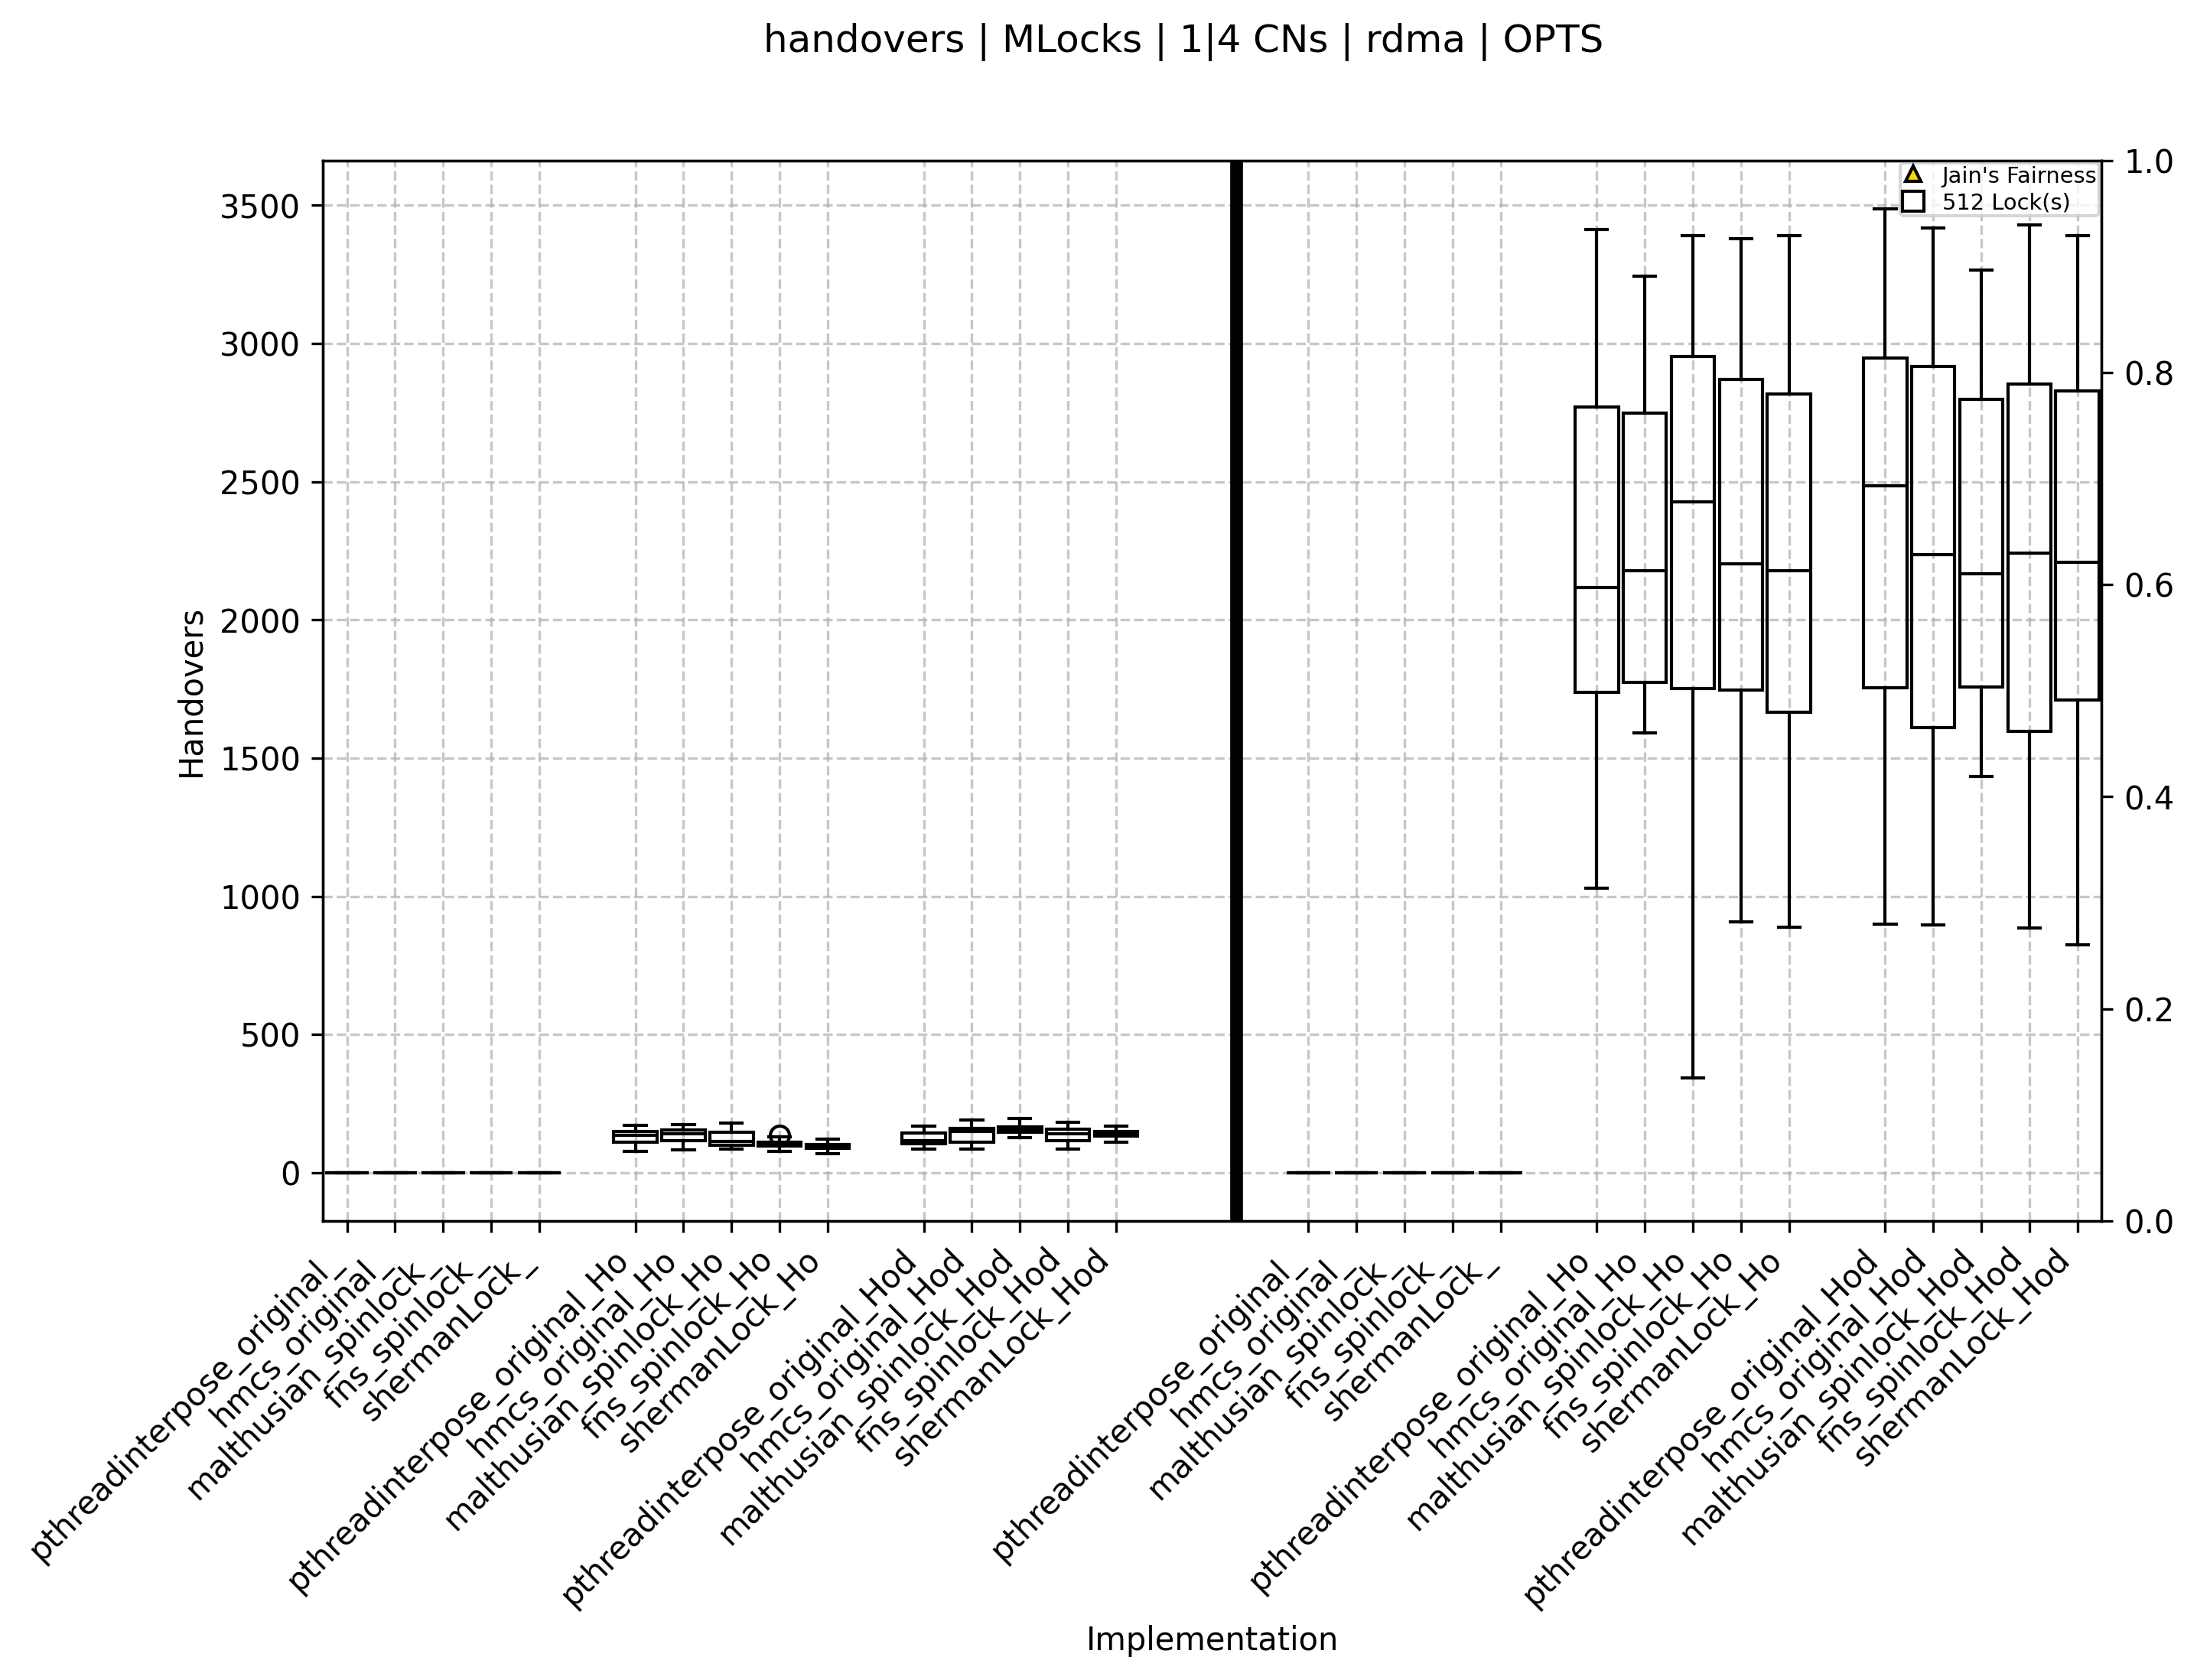 handovers | MLocks | 1|4 CNs | rdma | OPTS
Jain's Fairness
512 Lock(s)
Handovers
3500
3000
2500
2000
1500
1000
500
0
1.0
0.8
0.6
0.4
0.2
0.0
pthreadinterpose_original_
hmcs_original_
malthusian_spinlock_
fns_spinlock_
shermanLock_
pthreadinterpose_original_Ho
hmcs_original_Ho
malthusian_spinlock_Ho
fns_spinlock_Ho
shermanLock_Ho
pthreadinterpose_original_Hod
hmcs_original_Hod
malthusian_spinlock_Hod
fns_spinlock_Hod
shermanLock_Hod
pthreadinterpose_original_
hmcs_original_
malthusian_spinlock_
fns_spinlock_
shermanLock_
pthreadinterpose_original_Ho
hmcs_original_Ho
malthusian_spinlock_Ho
fns_spinlock_Ho
shermanLock_Ho
pthreadinterpose_original_Hod
hmcs_original_Hod
malthusian_spinlock_Hod
fns_spinlock_Hod
shermanLock_Hod
Implementation